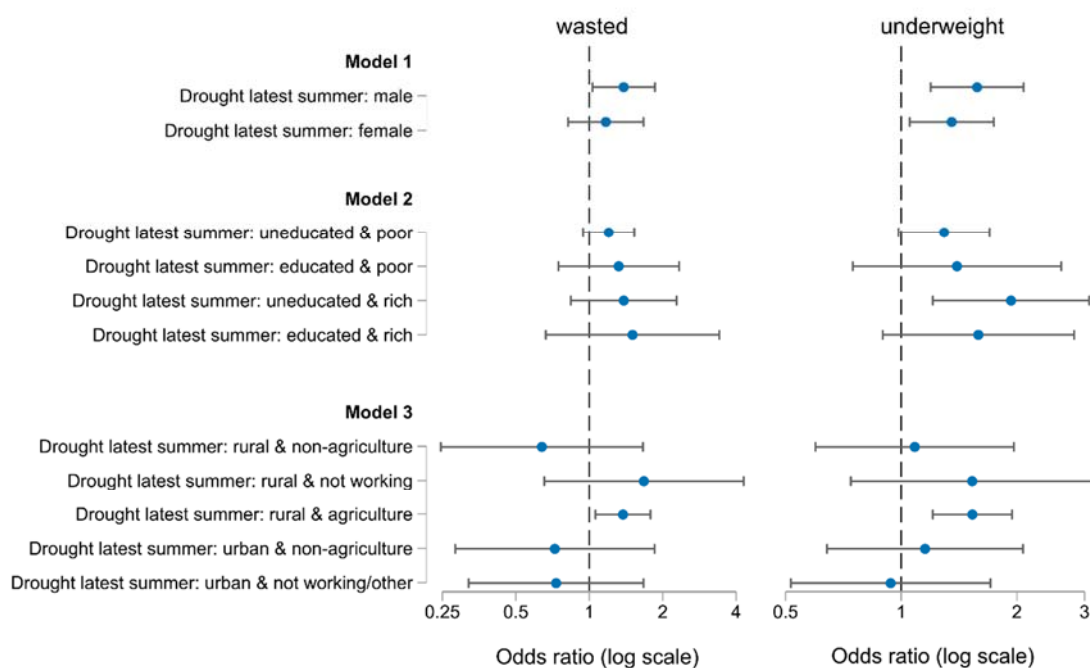 wasted underweight
Model 1
Drought latest summer: male
Drought latest summer: female
Model 2
Drought latest summer: uneducated & poor
Drought latest summer: educated & poor
Drought latest summer: uneducated & rich
Drought latest summer: educated & rich
Model 3
Drought latest summer: rural & non-agriculture
Drought latest summer: rural & not working
Drought latest summer: rural & agriculture
Drought latest summer: urban & non-agriculture
Drought latest summer: urban & not working/other
0.25 0.5 1 2 4 0.5 1 2 3
Odds ratio (log scale) Odds ratio (log scale)